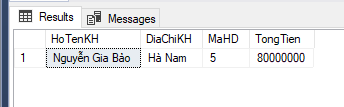 Results Messages
HoTenKH DiaChiKH MaHD TongTien
1 Nguyễn Gia Bảo Hà Nam 5 80000000